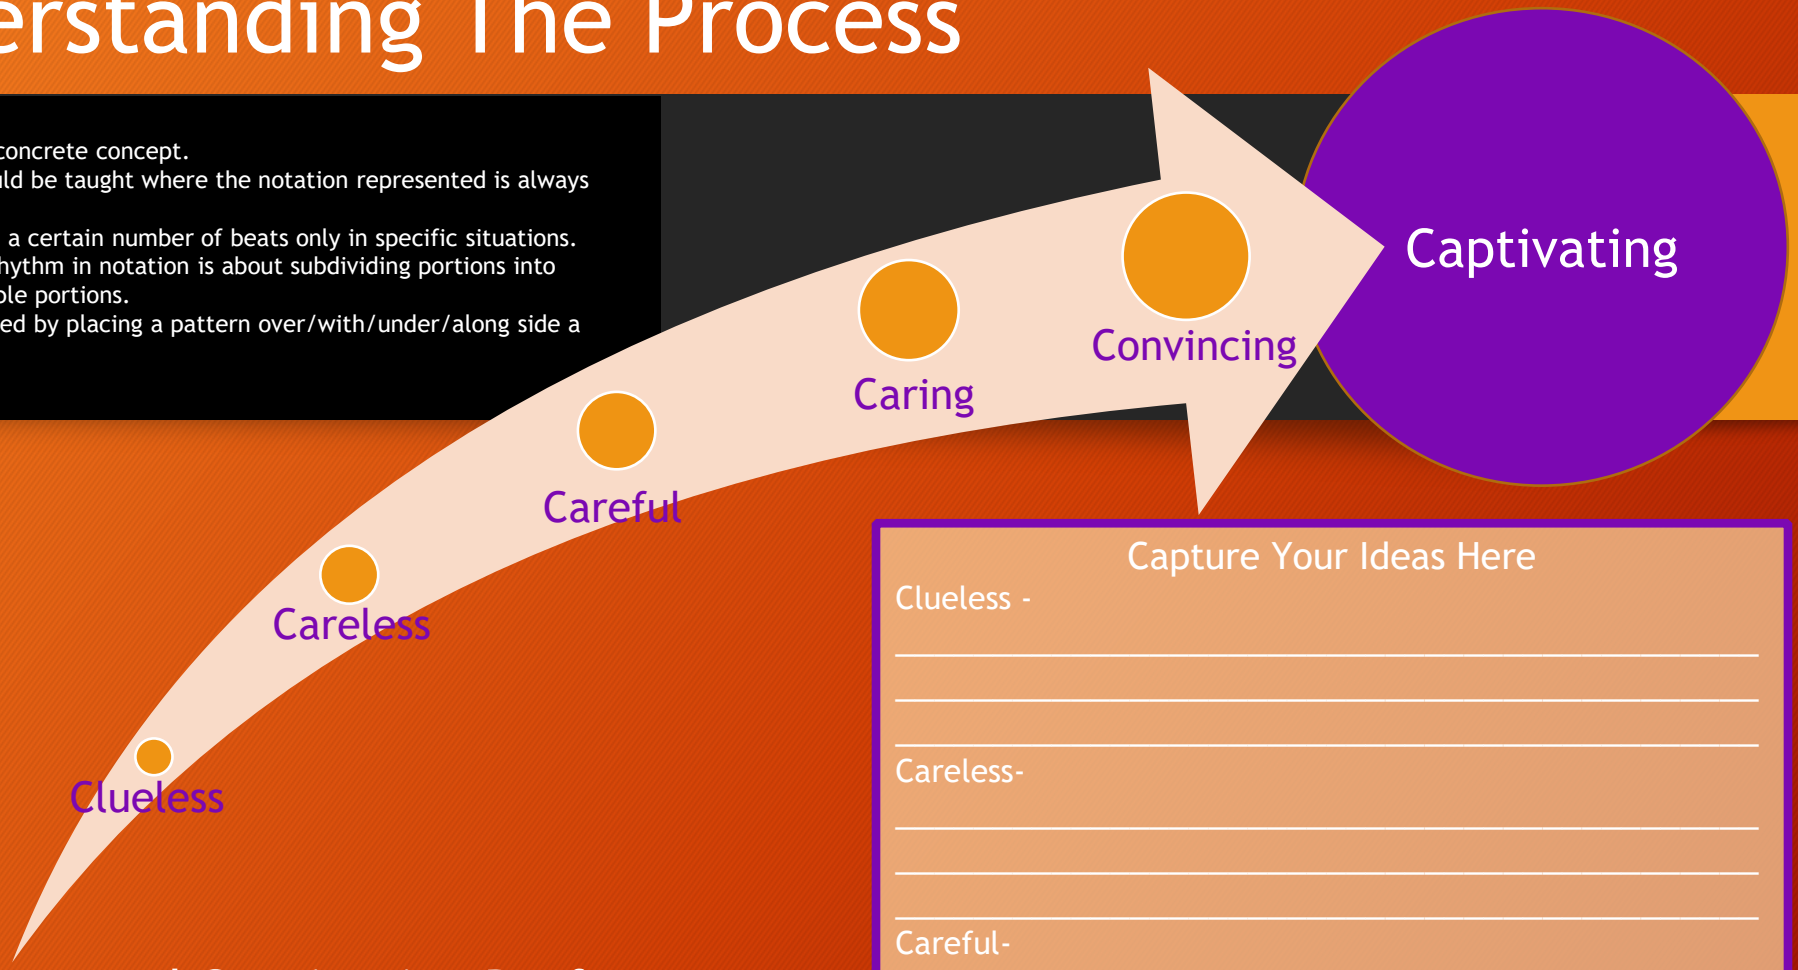 erstanding The Process
concrete concept.
uld be taught where the notation represented is always
a certain number of beats only in specific situations.
hythm in notation is about subdividing portions into
ble portions.
ed by placing a pattern over/with/under/along side a
Captivating
Convincing
Caring
Careful
Careless
Clueless
Capture Your Ideas Here
Clueless -
Careless-
Careful-